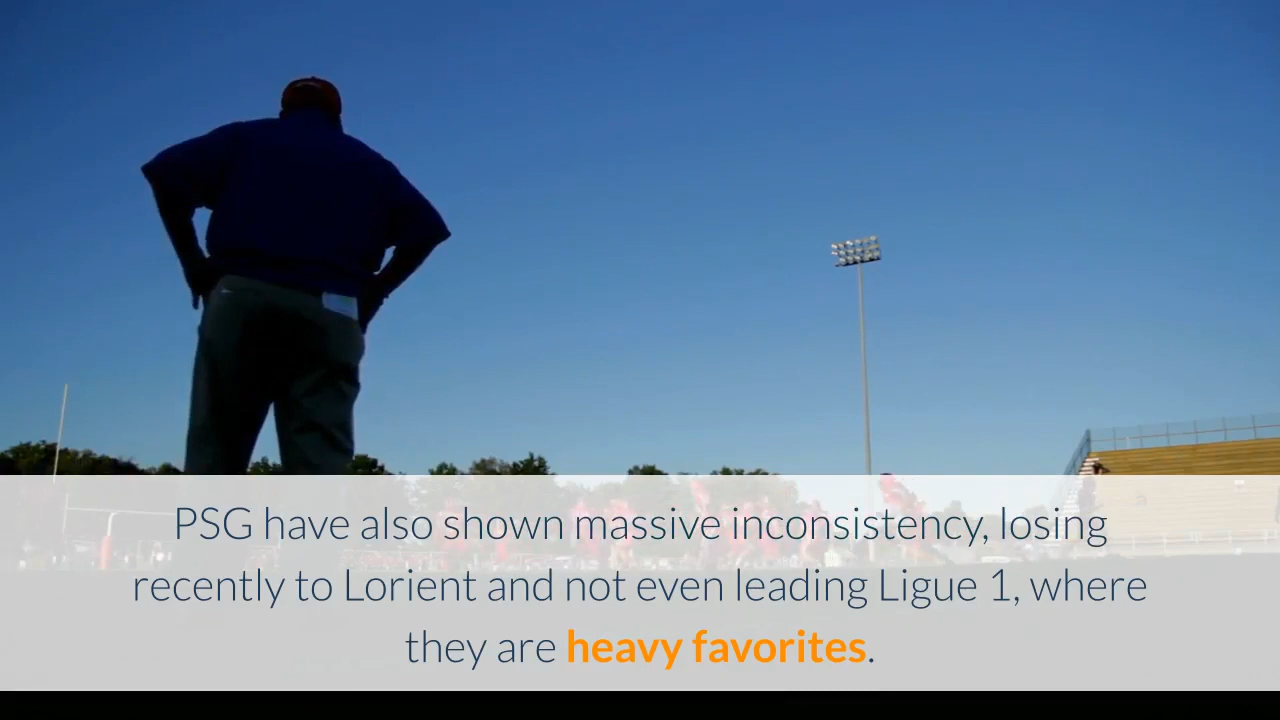 PSG have also shown massive inconsistency, losing
recently to Lorient and not even leading Ligue 1, where
they are heavy favorites.